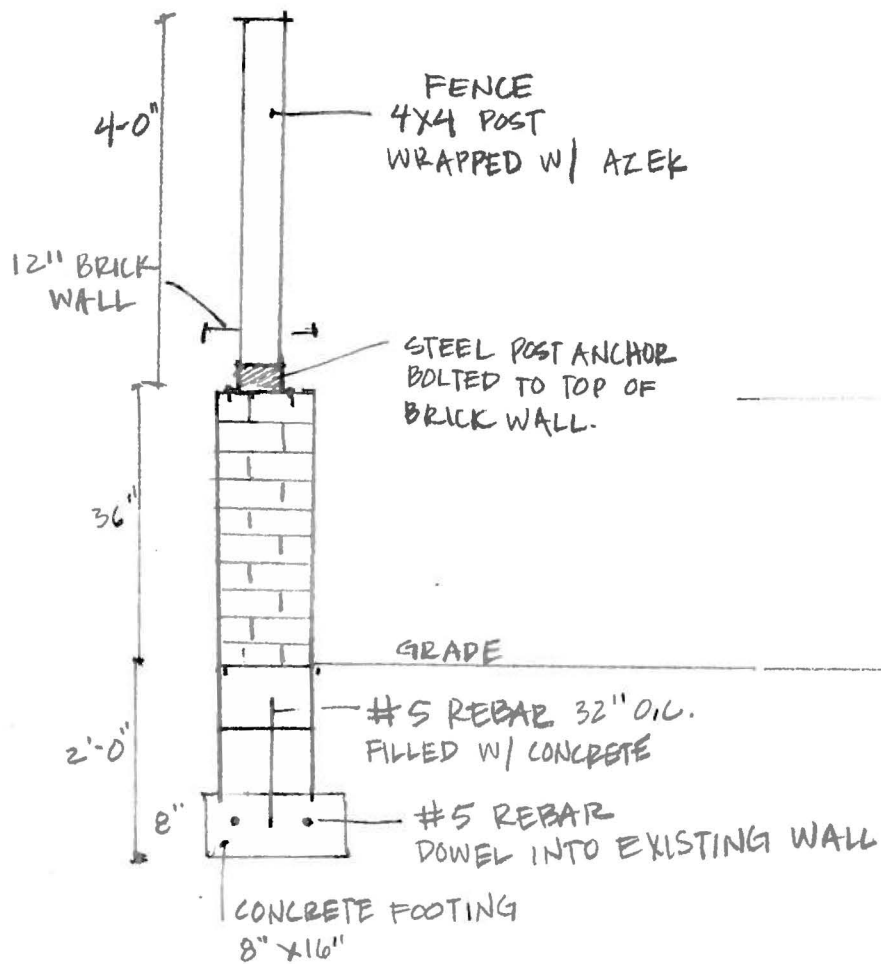 4-0"
FENCE
4X4 POST
WRAPPED W/ AZEK
12" BRICK
WALL
STEEL POST ANCHOR
BOLTED TO TOP OF
BRICK WALL.
36"
GRADE
2'-0"
#5 REBAR 32" O.C.
FILLED W/ CONCRETE
8"
#5 REBAR
DOWEL INTO EXISTING WALL
CONCRETE FOOTING
8" X16"